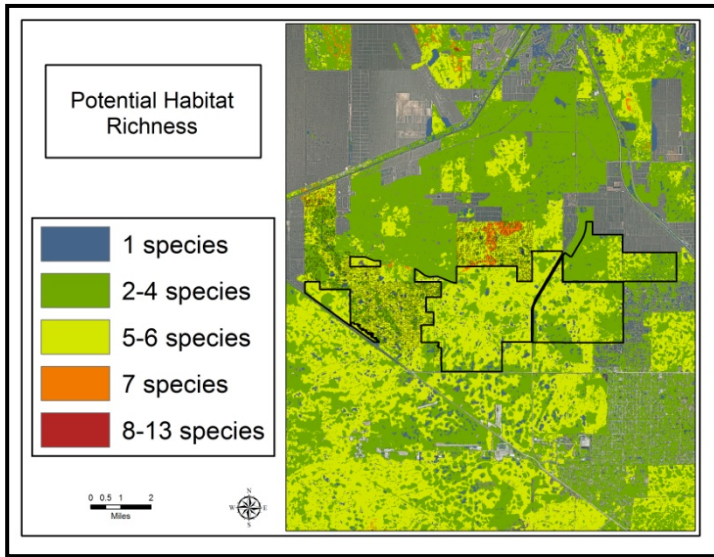 Potential Habitat
Richness
1 species
2-4 species
5-6 species
7 species
8-13 species
0 0.5 1 2
Miles
N
W E
S